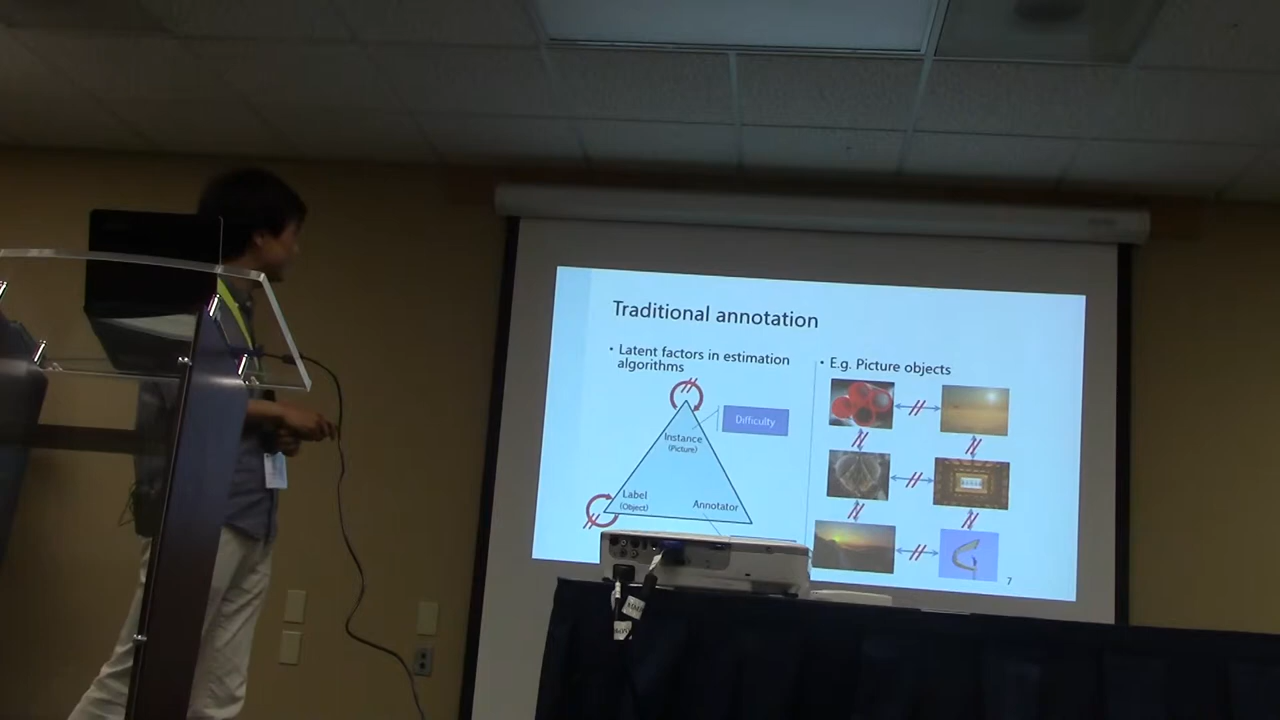 Traditional annotation
• Latent factors in estimation
algorithms
Difficulty
Instance
(Picture)
Label
(Object)
Annotator
• E.g. Picture objects
7